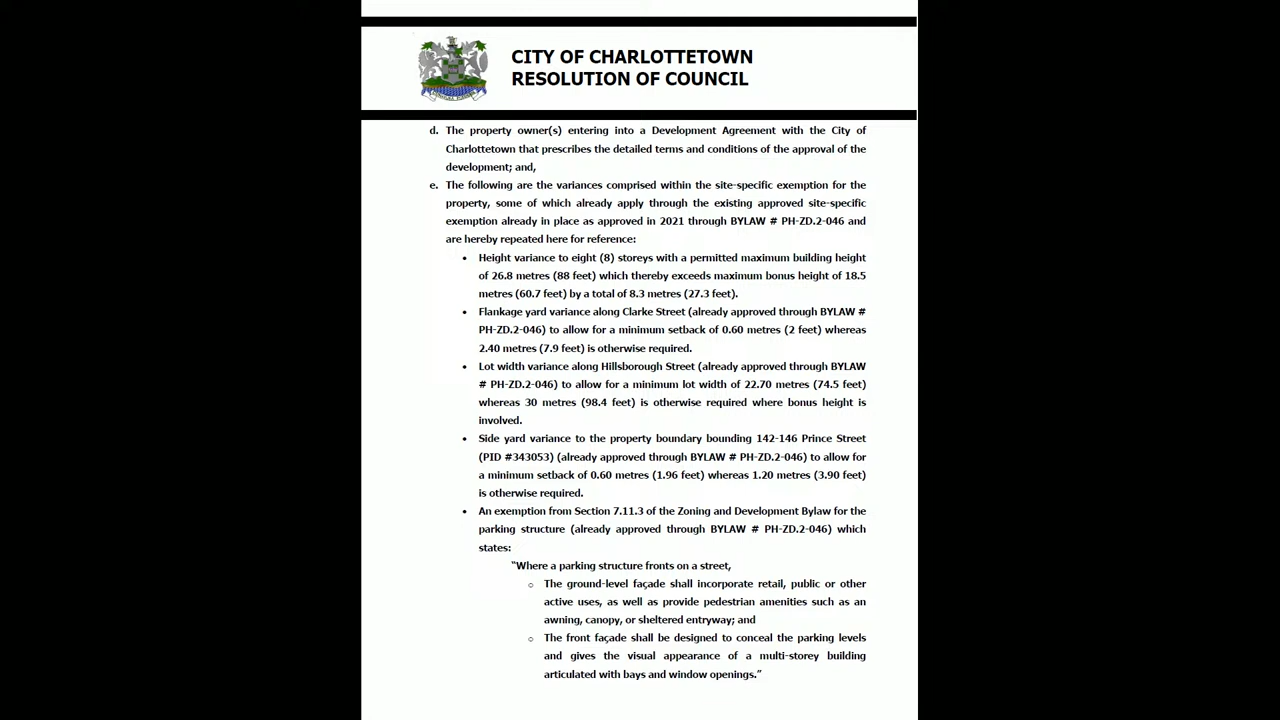 CITY OF CHARLOTTETOWN
RESOLUTION OF COUNCIL
d. The property owner(s) entering into a Development Agreement with the City of
Charlottetown that prescribes the detailed terms and conditions of the approval of the
development; and,
e. The following are the variances comprised within the site-specific exemption for the
property, some of which already apply through the existing approved site-specific
exemption already in place as approved in 2021 through BYLAW # PH-ZD.2-046 and
are hereby repeated here for reference:
• Height variance to eight (8) storeys with a permitted maximum building height
of 26.8 metres (88 feet) which thereby exceeds maximum bonus height of 18.5
metres (60.7 feet) by a total of 8.3 metres (27.3 feet).
• Flankage yard variance along Clarke Street (already approved through BYLAW #
PH-ZD.2-046) to allow for a minimum setback of 0.60 metres (2 feet) whereas
2.40 metres (7.9 feet) is otherwise required.
• Lot width variance along Hillsborough Street (already approved through BYLAW
# PH-ZD.2-046) to allow for a minimum lot width of 22.70 metres (74.5 feet)
whereas 30 metres (98.4 feet) is otherwise required where bonus height is
involved.
• Side yard variance to the property boundary bounding 142-146 Prince Street
(PID #343053) (already approved through BYLAW # PH-ZD.2-046) to allow for
a minimum setback of 0.60 metres (1.96 feet) whereas 1.20 metres (3.90 feet)
is otherwise required.
• An exemption from Section 7.11.3 of the Zoning and Development Bylaw for the
parking structure (already approved through BYLAW # PH-ZD.2-046) which
states:
“Where a parking structure fronts on a street,
○ The ground-level façade shall incorporate retail, public or other
active uses, as well as provide pedestrian amenities such as an
awning, canopy, or sheltered entryway; and
○ The front façade shall be designed to conceal the parking levels
and gives the visual appearance of a multi-storey building
articulated with bays and window openings.”